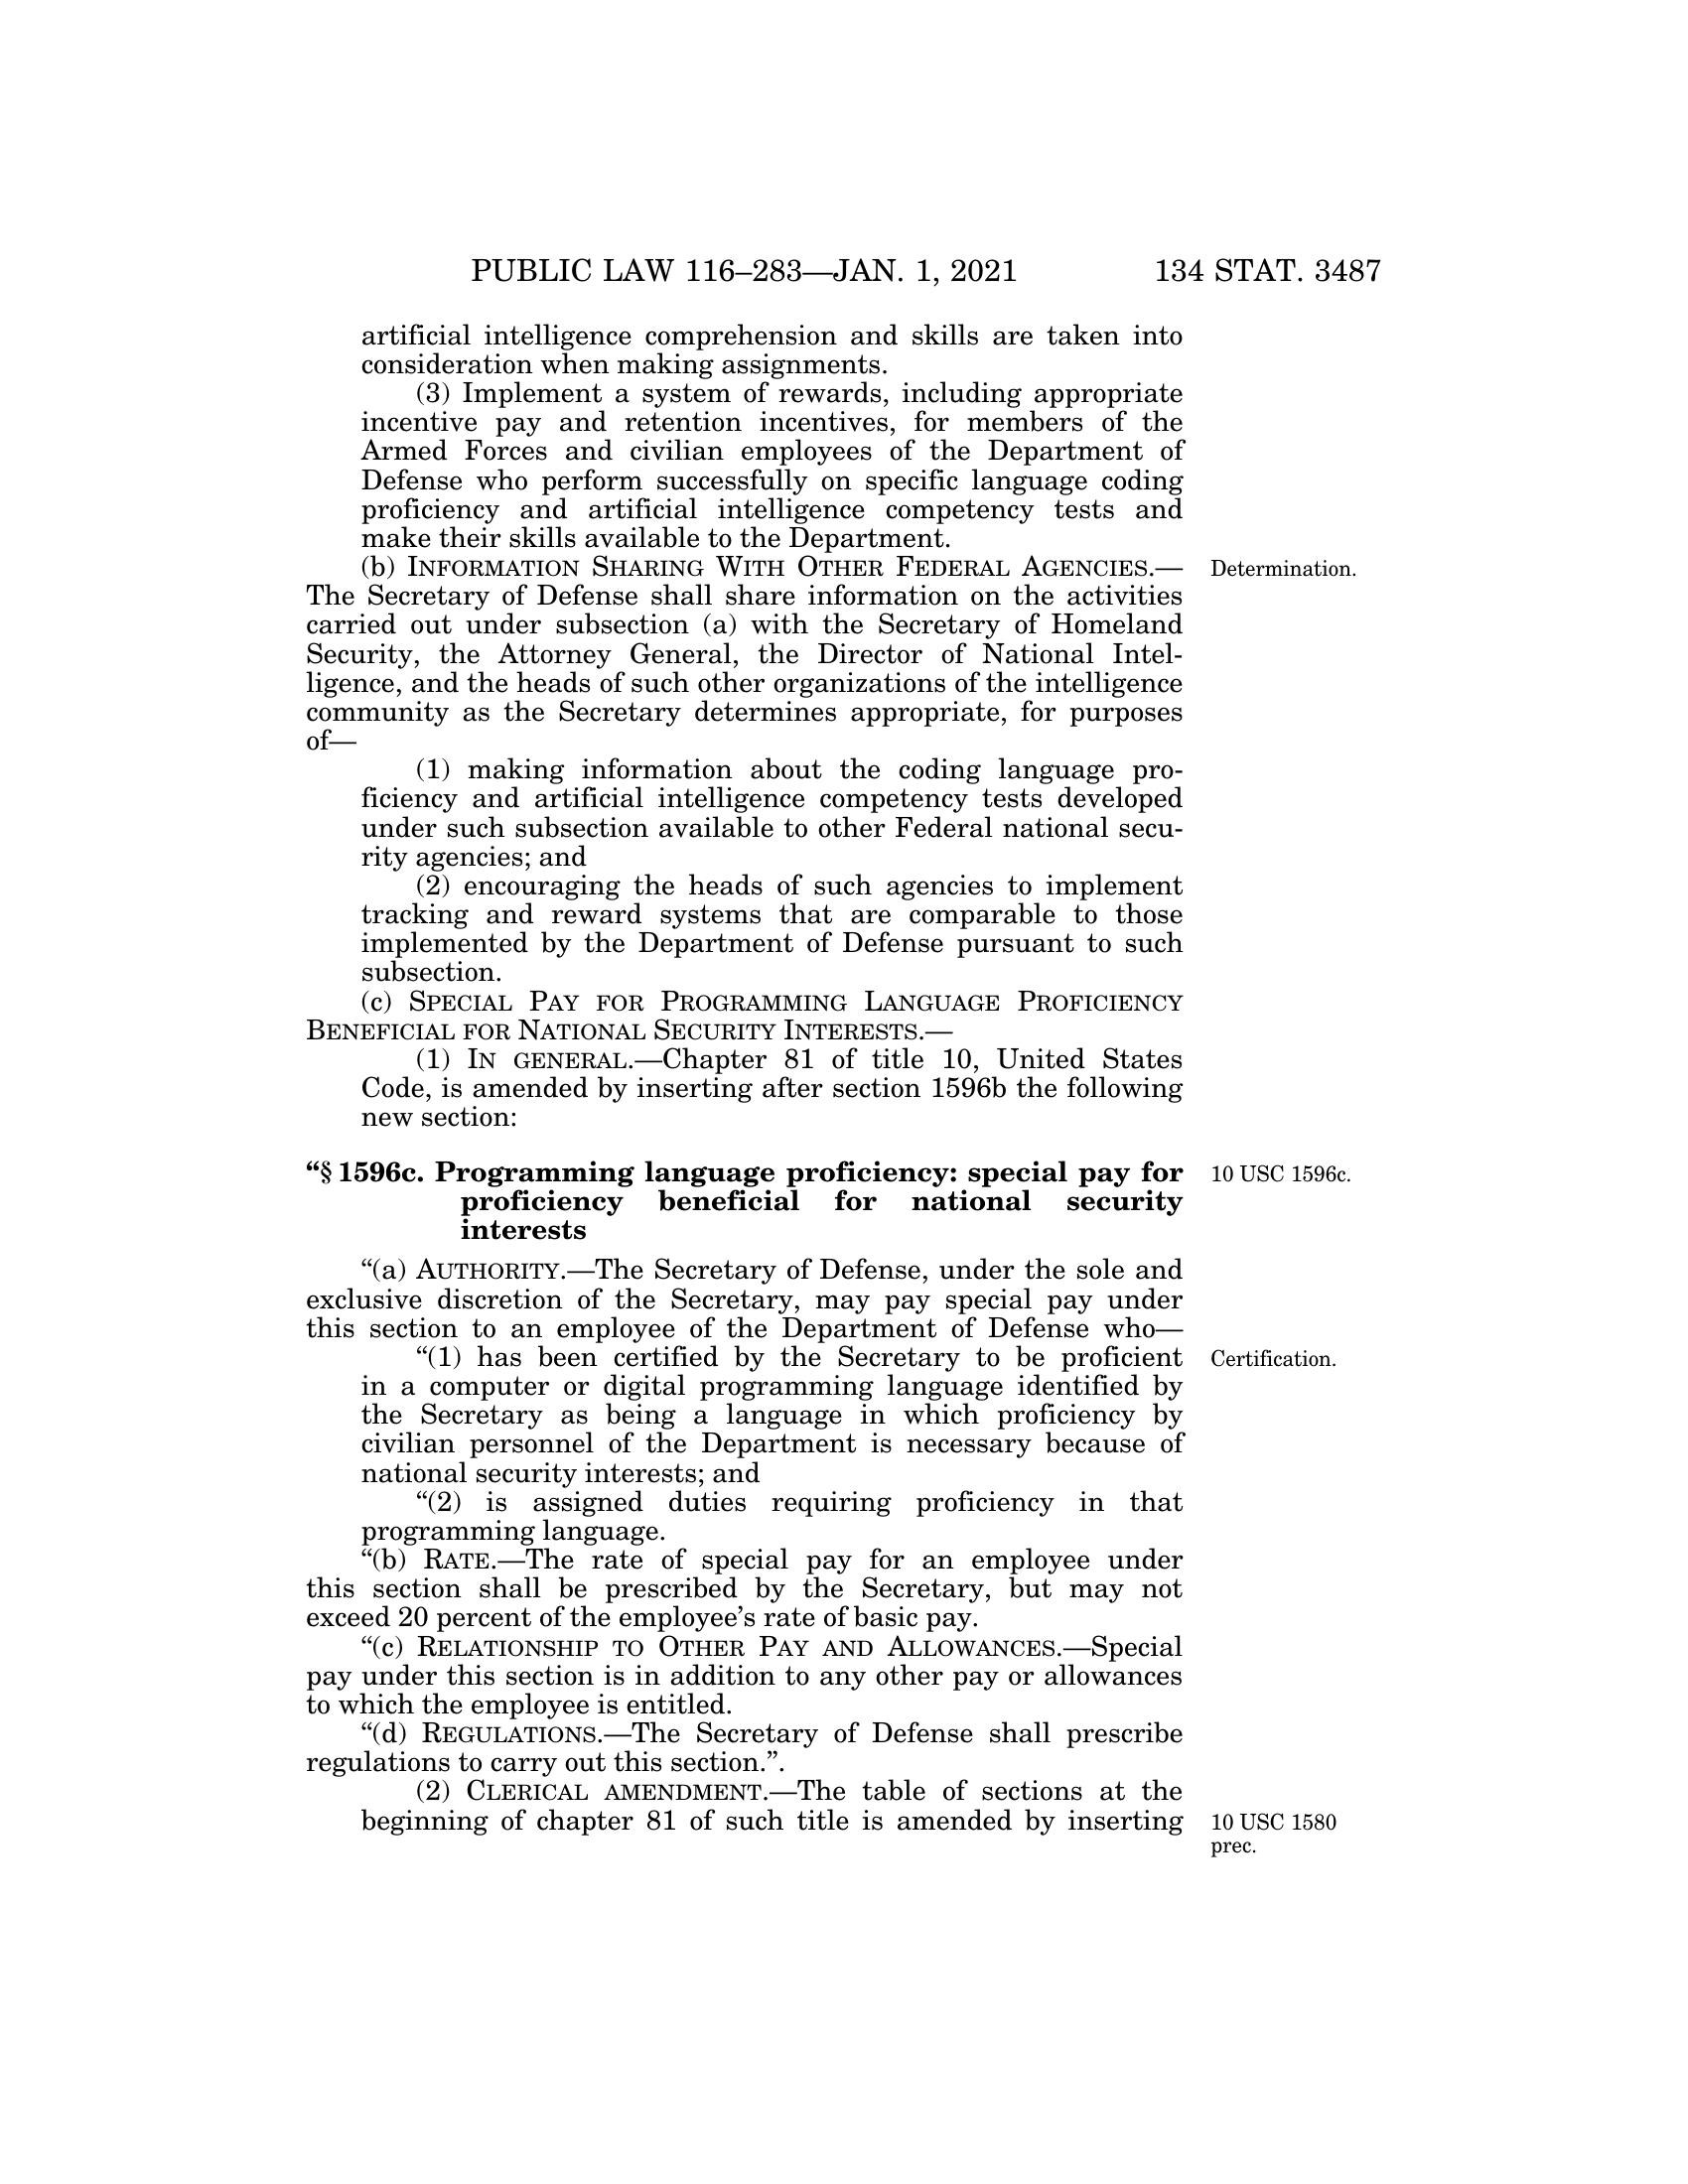 PUBLIC LAW 116–283—JAN. 1, 2021 134 STAT. 3487
artificial intelligence comprehension and skills are taken into
consideration when making assignments.
(3) Implement a system of rewards, including appropriate
incentive pay and retention incentives, for members of the
Armed Forces and civilian employees of the Department of
Defense who perform successfully on specific language coding
proficiency and artificial intelligence competency tests and
make their skills available to the Department.
(b) INFORMATION SHARING WITH OTHER FEDERAL AGENCIES.— Determination.
The Secretary of Defense shall share information on the activities
carried out under subsection (a) with the Secretary of Homeland
Security, the Attorney General, the Director of National Intel-
ligence, and the heads of such other organizations of the intelligence
community as the Secretary determines appropriate, for purposes
of—
(1) making information about the coding language pro-
ficiency and artificial intelligence competency tests developed
under such subsection available to other Federal national secu-
rity agencies; and
(2) encouraging the heads of such agencies to implement
tracking and reward systems that are comparable to those
implemented by the Department of Defense pursuant to such
subsection.
(c) SPECIAL PAY FOR PROGRAMMING LANGUAGE PROFICIENCY
BENEFICIAL FOR NATIONAL SECURITY INTERESTS.—
(1) IN GENERAL.—Chapter 81 of title 10, United States
Code, is amended by inserting after section 1596b the following
new section:
“§ 1596c. Programming language proficiency: special pay for 10 USC 1596c.
proficiency beneficial for national security
interests
“(a) AUTHORITY.—The Secretary of Defense, under the sole and
exclusive discretion of the Secretary, may pay special pay under
this section to an employee of the Department of Defense who—
“(1) has been certified by the Secretary to be proficient Certification.
in a computer or digital programming language identified by
the Secretary as being a language in which proficiency by
civilian personnel of the Department is necessary because of
national security interests; and
“(2) is assigned duties requiring proficiency in that
programming language.
“(b) RATE.—The rate of special pay for an employee under
this section shall be prescribed by the Secretary, but may not
exceed 20 percent of the employee’s rate of basic pay.
“(c) RELATIONSHIP TO OTHER PAY AND ALLOWANCES.—Special
pay under this section is in addition to any other pay or allowances
to which the employee is entitled.
“(d) REGULATIONS.—The Secretary of Defense shall prescribe
regulations to carry out this section.”.
(2) CLERICAL AMENDMENT.—The table of sections at the
beginning of chapter 81 of such title is amended by inserting 10 USC 1580
prec.